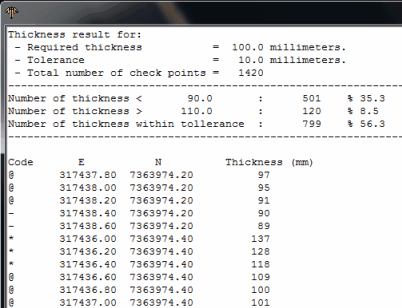 Thickness result for:
- Required thickness = 100.0 millimeters.
- Tolerance = 10.0 millimeters.
- Total number of check points = 1420
Number of thickness < 90.0 : 501 % 35.3
Number of thickness > 110.0 : 120 % 8.5
Number of thickness within tollerance : 799 % 56.3
Code E N Thickness (mm)
@ 317437.80 7363974.20 97
@ 317438.00 7363974.20 95
@ 317438.20 7363974.20 91
- 317438.40 7363974.20 90
- 317438.60 7363974.20 89
* 317436.00 7363974.40 137
* 317436.20 7363974.40 128
* 317436.40 7363974.40 118
@ 317436.60 7363974.40 109
@ 317436.80 7363974.40 100
@ 317437.00 7363974.40 101